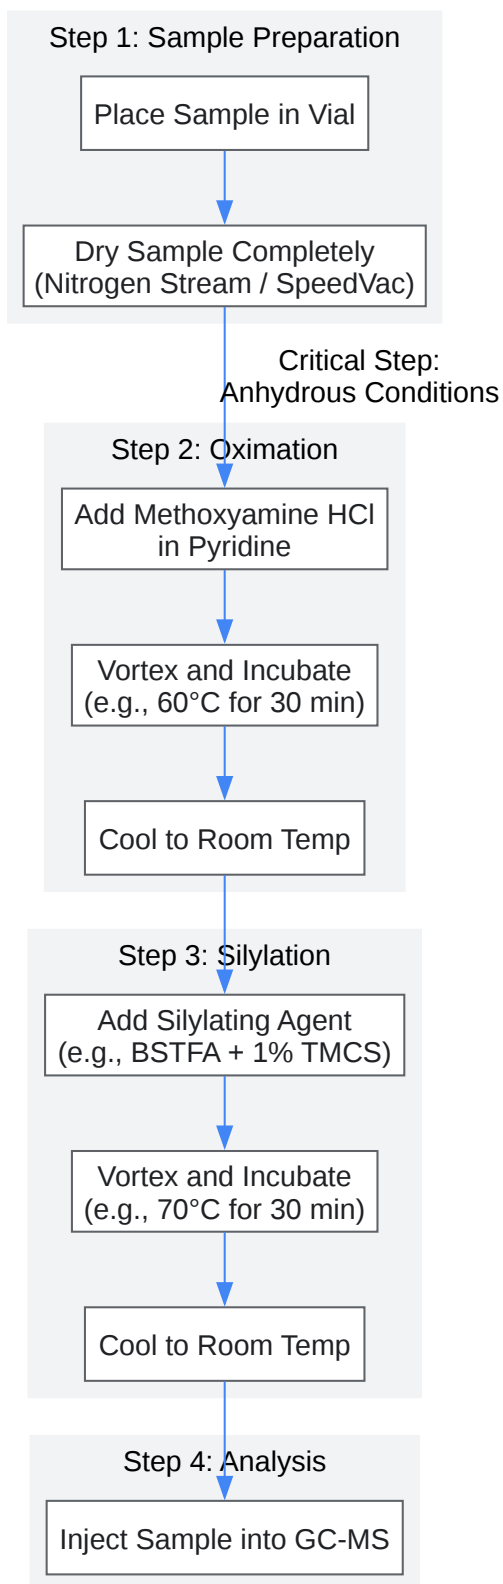 Step 1: Sample Preparation
Place Sample in Vial
Dry Sample Completely
(Nitrogen Stream / SpeedVac)
Critical Step:
Anhydrous Conditions
Step 2: Oximation
Add Methoxyamine HCl
in Pyridine
Vortex and Incubate
(e.g., 60°C for 30 min)
Cool to Room Temp
Step 3: Silylation
Add Silylating Agent
(e.g., BSTFA + 1% TMCS)
Vortex and Incubate
(e.g., 70°C for 30 min)
Cool to Room Temp
Step 4: Analysis
Inject Sample into GC-MS